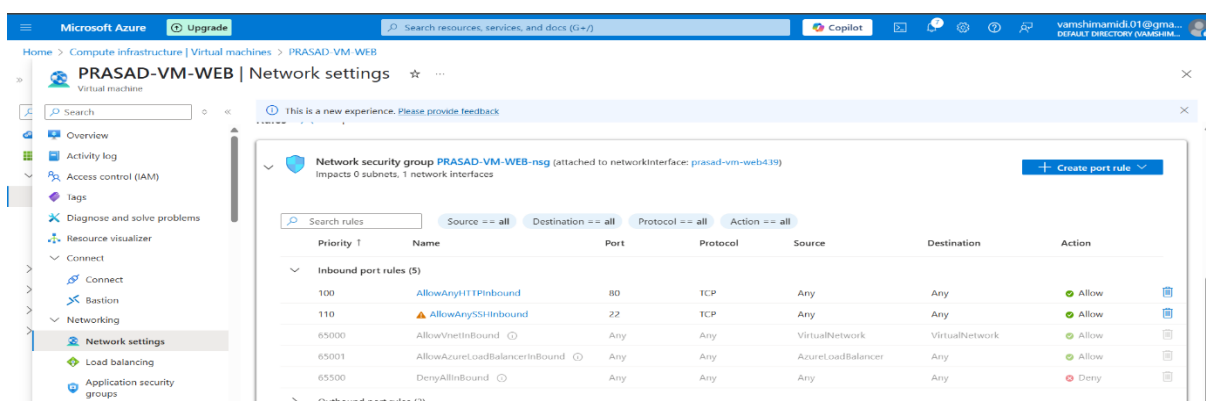 Microsoft Azure Upgrade Search resources, services, and docs (G+/) Copilot vamshimamidi.01@gma...
DEFAULT DIRECTORY (VAMSHIM...
Home > Compute infrastructure | Virtual machines > PRASAD-VM-WEB
PRASAD-VM-WEB | Network settings
Virtual machine
Search
This is a new experience. Please provide feedback
Overview
Activity log
Access control (IAM)
Tags
Diagnose and solve problems
Resource visualizer
Connect
Connect
Bastion
Networking
Network settings
Load balancing
Application security
groups
Network security group PRASAD-VM-WEB-nsg (attached to networkInterface: prasad-vm-web439)
Impacts 0 subnets, 1 network interfaces
+ Create port rule
Search rules Source == all Destination == all Protocol == all Action == all
Priority ↑ Name Port Protocol Source Destination Action
Inbound port rules (5)
100 AllowAnyHTTPInbound 80 TCP Any Any Allow
110 AllowAnySSHInbound 22 TCP Any Any Allow
65000 AllowVnetInBound Any Any VirtualNetwork VirtualNetwork Allow
65001 AllowAzureLoadBalancerInBound Any Any AzureLoadBalancer Any Allow
65500 DenyAllInBound Any Any Any Any Deny